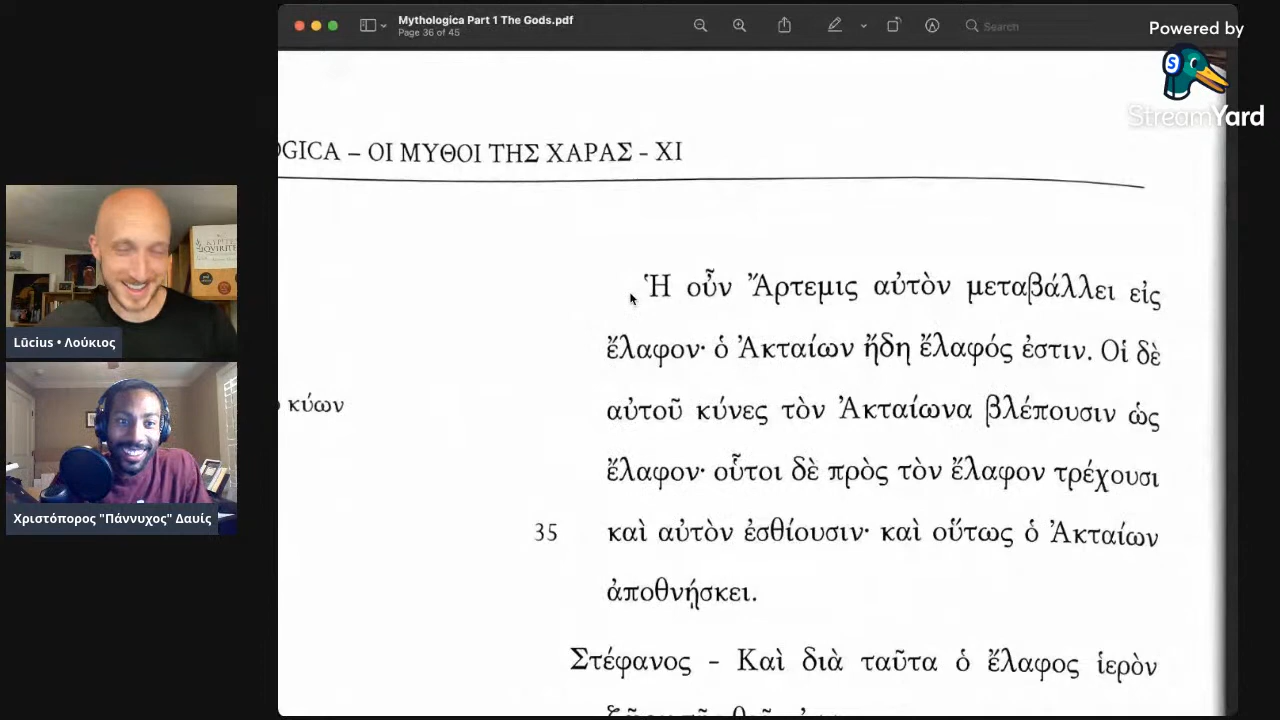 Mythologica Part 1 The Gods.pdf
Page 36 of 45
Search
Powered by
StreamYard
OGICA – ΟΙ ΜΥΘΟΙ ΤΗΣ ΧΑΡΑΣ - XI
Ἡ οὖν Ἄρτεμις αὐτὸν μεταβάλλει εἰς
ἔλαφον· ὁ Ἀκταίων ἤδη ἔλαφός ἐστιν. Οἱ δὲ
κύων
αὐτοῦ κύνες τὸν Ἀκταίωνα βλέπουσιν ὡς
ἔλαφον· οὗτοι δὲ πρὸς τὸν ἔλαφον τρέχουσι
35 καὶ αὐτὸν ἐσθίουσιν· καὶ οὕτως ὁ Ἀκταίων
ἀποθνῄσκει.
Στέφανος – Καὶ διὰ ταῦτα ὁ ἔλαφος ἱερὸν
Lūcius • Λούκιος
Χριστόπορος "Πάννυχος" Δαυίς